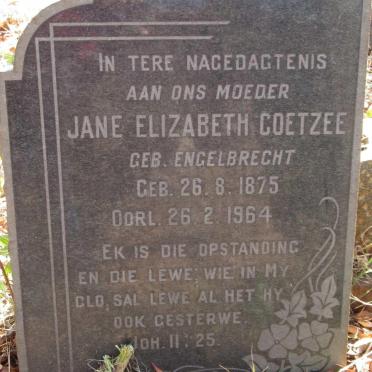 IN TERE NAGEDAGTENIS
AAN ONS MOEDER
JANE ELIZABETH COETZEE
GEB. ENGELBRECHT
GEB. 26. 8. 1875
OORL. 26. 2. 1964
EK IS DIE OPSTANDING
EN DIE LEWE; WIE IN MY
GLO, SAL LEWE AL HET HY
OOK GESTERWE.
JOH. 11: 25.